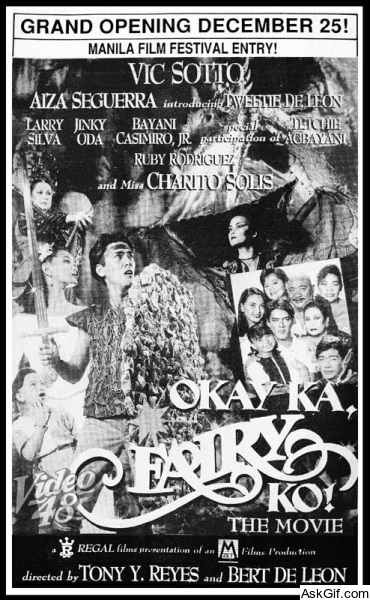 GRAND OPENING DECEMBER 25!
MANILA FILM FESTIVAL ENTRY!
VIC SOTTO
AIZA SEGUERRA introducing TWEETIE DE LEON
LARRY SILVA JINKY ODA BAYANI CASIMIRO, JR. special participation of TETCHIE AGBAYANI
RUBY RODRIGUEZ
and Miss CHARITO SOLIS
OKAY KA,
FAIRY
KO!
THE MOVIE
Video 48
a R REGAL films presentation of an M ZET Films Production
directed by TONY Y. REYES and BERT DE LEON
AskGif.com